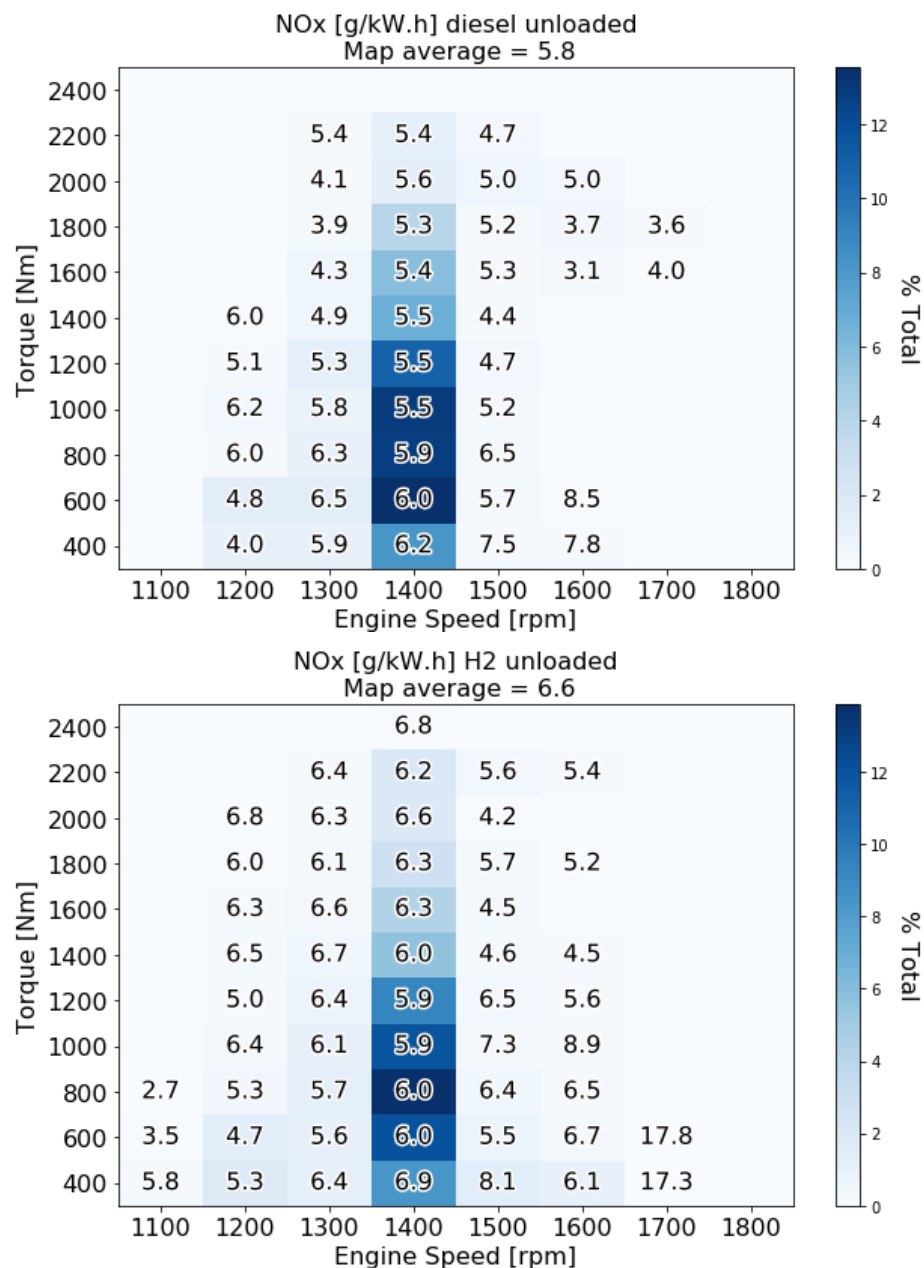 NOx [g/kW.h] diesel unloaded
Map average = 5.8
2400
2200 5.4 5.4 4.7
2000 4.1 5.6 5.0 5.0
1800 3.9 5.3 5.2 3.7 3.6
1600 4.3 5.4 5.3 3.1 4.0
1400 6.0 4.9 5.5 4.4
1200 5.1 5.3 5.5 4.7
1000 6.2 5.8 5.5 5.2
800 6.0 6.3 5.9 6.5
600 4.8 6.5 6.0 5.7 8.5
400 4.0 5.9 6.2 7.5 7.8
1100 1200 1300 1400 1500 1600 1700 1800
Engine Speed [rpm]
Torque [Nm]
12
10
8
6
4
2
0
% Total
NOx [g/kW.h] H2 unloaded
Map average = 6.6
2400 6.8
2200 6.4 6.2 5.6 5.4
2000 6.8 6.3 6.6 4.2
1800 6.0 6.1 6.3 5.7 5.2
1600 6.3 6.6 6.3 4.5
1400 6.5 6.7 6.0 4.6 4.5
1200 5.0 6.4 5.9 6.5 5.6
1000 6.4 6.1 5.9 7.3 8.9
800 2.7 5.3 5.7 6.0 6.4 6.5
600 3.5 4.7 5.6 6.0 5.5 6.7 17.8
400 5.8 5.3 6.4 6.9 8.1 6.1 17.3
1100 1200 1300 1400 1500 1600 1700 1800
Engine Speed [rpm]
Torque [Nm]
12
10
8
6
4
2
0
% Total